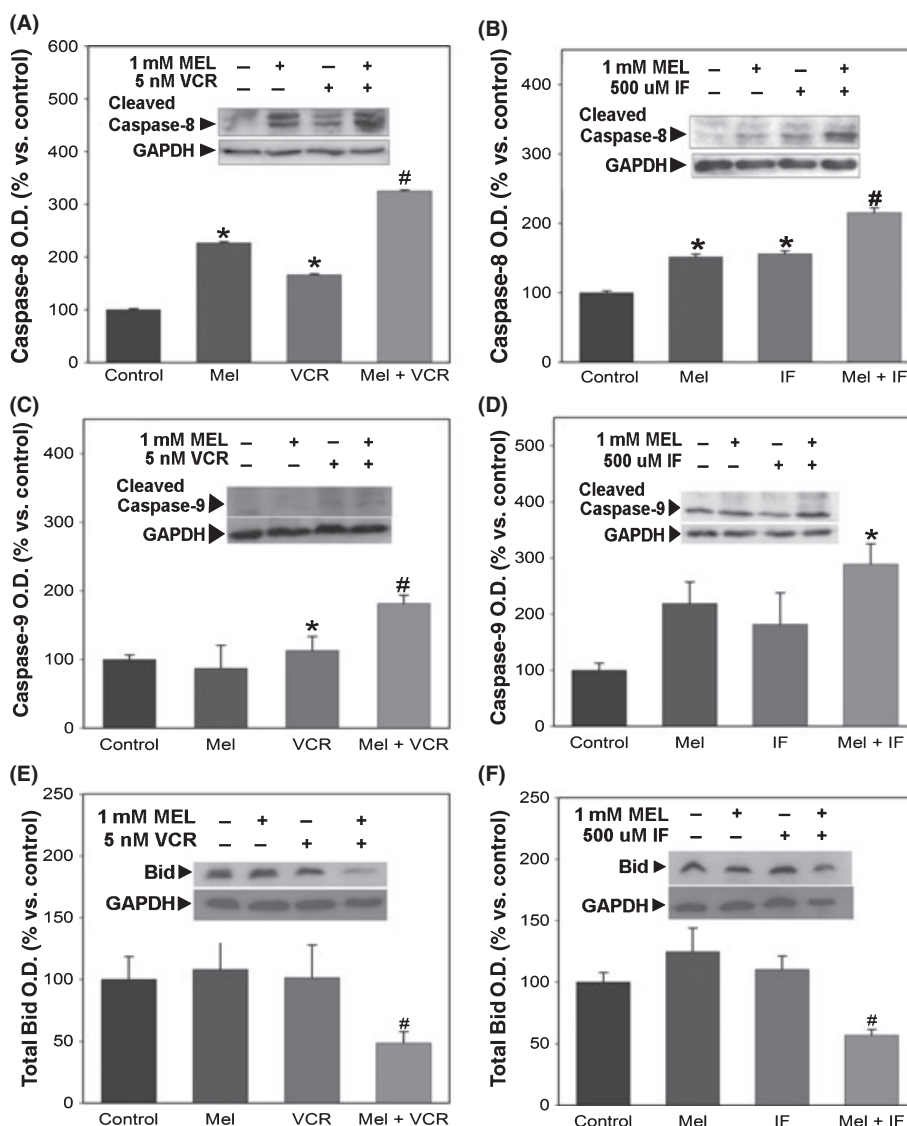 (A)
Caspase-8 O.D. (% vs. control)
600
500
400
300
200
100
0
1 mM MEL – + – +
5 nM VCR – – + +
Cleaved
Caspase-8
GAPDH
* * #
Control Mel VCR Mel + VCR
(B)
Caspase-8 O.D. (% vs. control)
400
300
200
100
0
1 mM MEL – + – +
500 uM IF – – + +
Cleaved
Caspase-8
GAPDH
* * #
Control Mel IF Mel + IF
(C)
Caspase-9 O.D. (% vs. control)
400
300
200
100
0
1 mM MEL – + – +
5 nM VCR – – + +
Cleaved
Caspase-9
GAPDH
* #
Control Mel VCR Mel + VCR
(D)
Caspase-9 O.D. (% vs. control)
500
400
300
200
100
0
1 mM MEL – + – +
500 uM IF – – + +
Cleaved
Caspase-9
GAPDH
*
Control Mel IF Mel + IF
(E)
Total Bid O.D. (% vs. control)
250
200
150
100
50
0
1 mM MEL – + – +
5 nM VCR – – + +
Bid
GAPDH
#
Control Mel VCR Mel + VCR
(F)
Total Bid O.D. (% vs. control)
250
200
150
100
50
0
1 mM MEL – + – +
500 uM IF – – + +
Bid
GAPDH
#
Control Mel IF Mel + IF